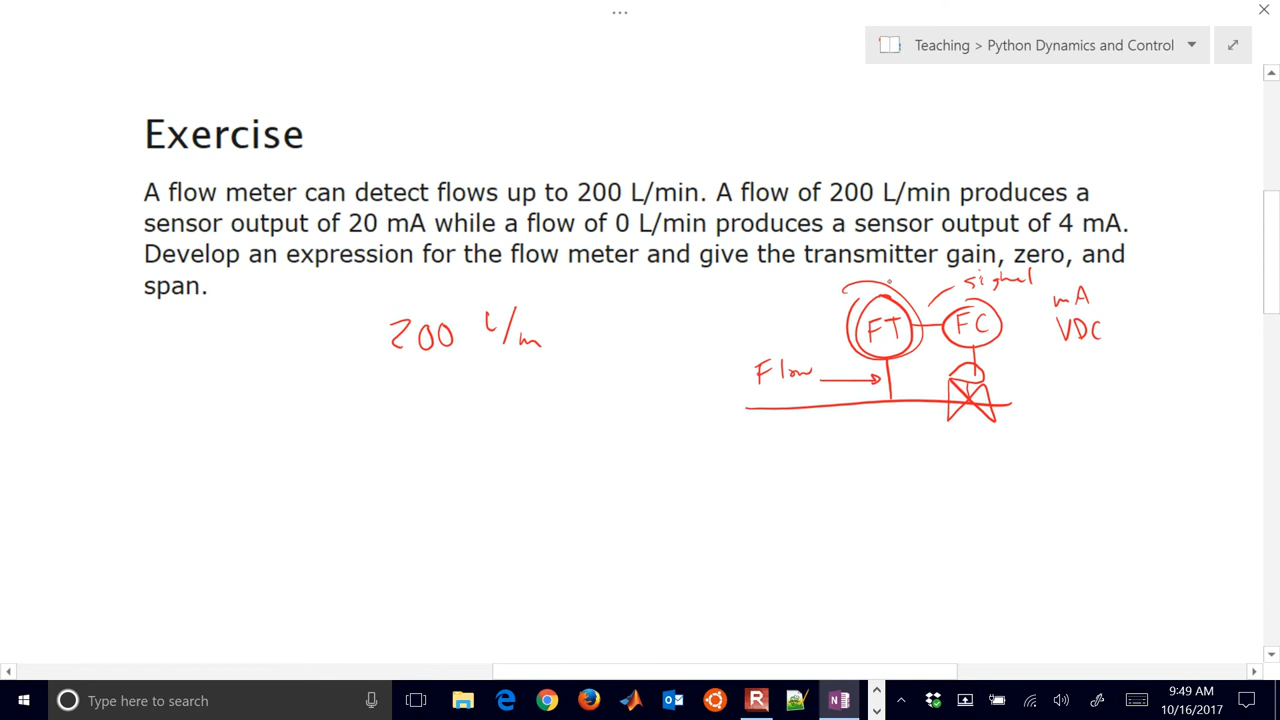 ...
Teaching > Python Dynamics and Control
Exercise
A flow meter can detect flows up to 200 L/min. A flow of 200 L/min produces a
sensor output of 20 mA while a flow of 0 L/min produces a sensor output of 4 mA.
Develop an expression for the flow meter and give the transmitter gain, zero, and
span.
signal
mA
200 L/m
FT
FC
VDC
Flow
Type here to search
9:49 AM
10/16/2017